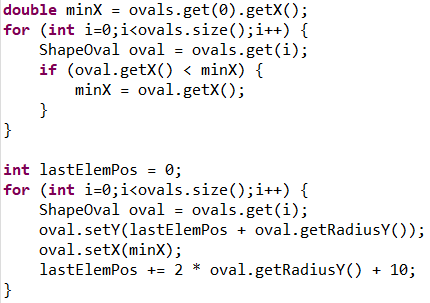 double minX = ovals.get(0).getX();
for (int i=0;i<ovals.size();i++) {
    ShapeOval oval = ovals.get(i);
    if (oval.getX() < minX) {
        minX = oval.getX();
    }
}

int lastElemPos = 0;
for (int i=0;i<ovals.size();i++) {
    ShapeOval oval = ovals.get(i);
    oval.setY(lastElemPos + oval.getRadiusY());
    oval.setX(minX);
    lastElemPos += 2 * oval.getRadiusY() + 10;
}